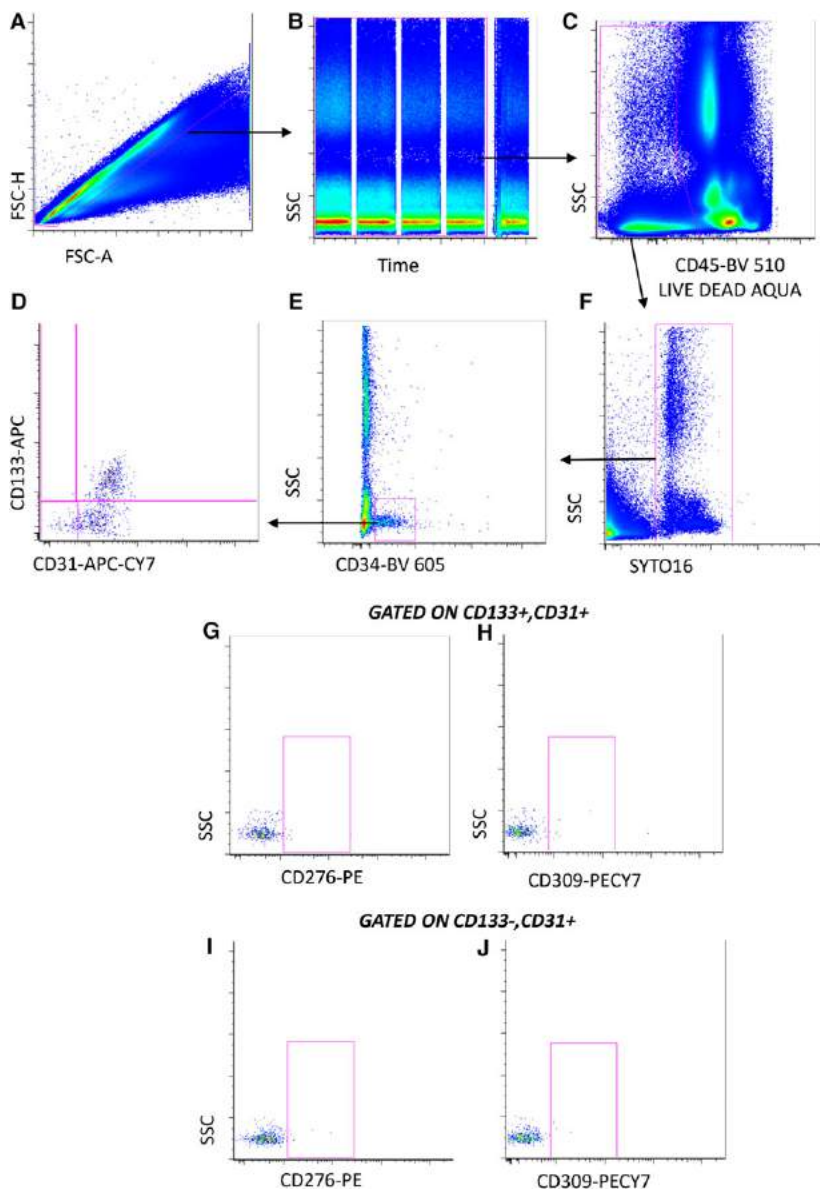 A
FSC-H
FSC-A
B
SSC
Time
C
SSC
CD45-BV 510
LIVE DEAD AQUA
D
CD133-APC
CD31-APC-CY7
E
SSC
CD34-BV 605
F
SSC
SYTO16
GATED ON CD133+,CD31+
G
SSC
CD276-PE
H
SSC
CD309-PECY7
GATED ON CD133-,CD31+
I
SSC
CD276-PE
J
SSC
CD309-PECY7